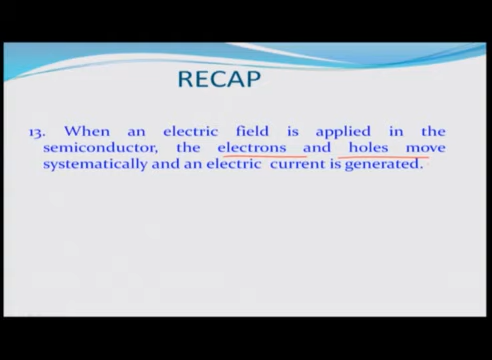 RECAP
13. When an electric field is applied in the
semiconductor, the electrons and holes move
systematically and an electric current is generated.